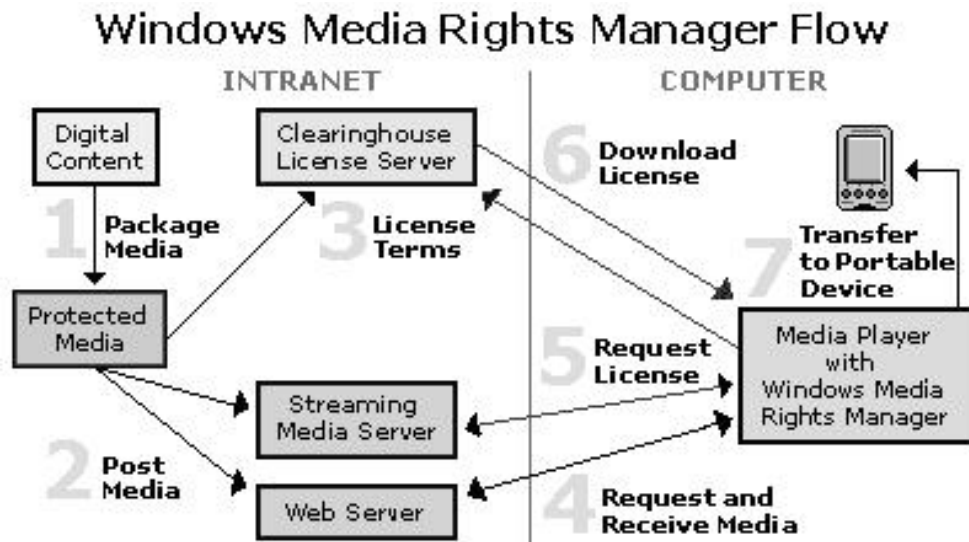 Windows Media Rights Manager Flow
INTRANET
COMPUTER
Digital
Content
Clearinghouse
License Server
6
Download
License
1
Package
Media
3
License
Terms
7
Transfer
to Portable
Device
Protected
Media
5
Request
License
Media Player
with
Windows Media
Rights Manager
Streaming
Media Server
2
Post
Media
Web Server
4
Request and
Receive Media